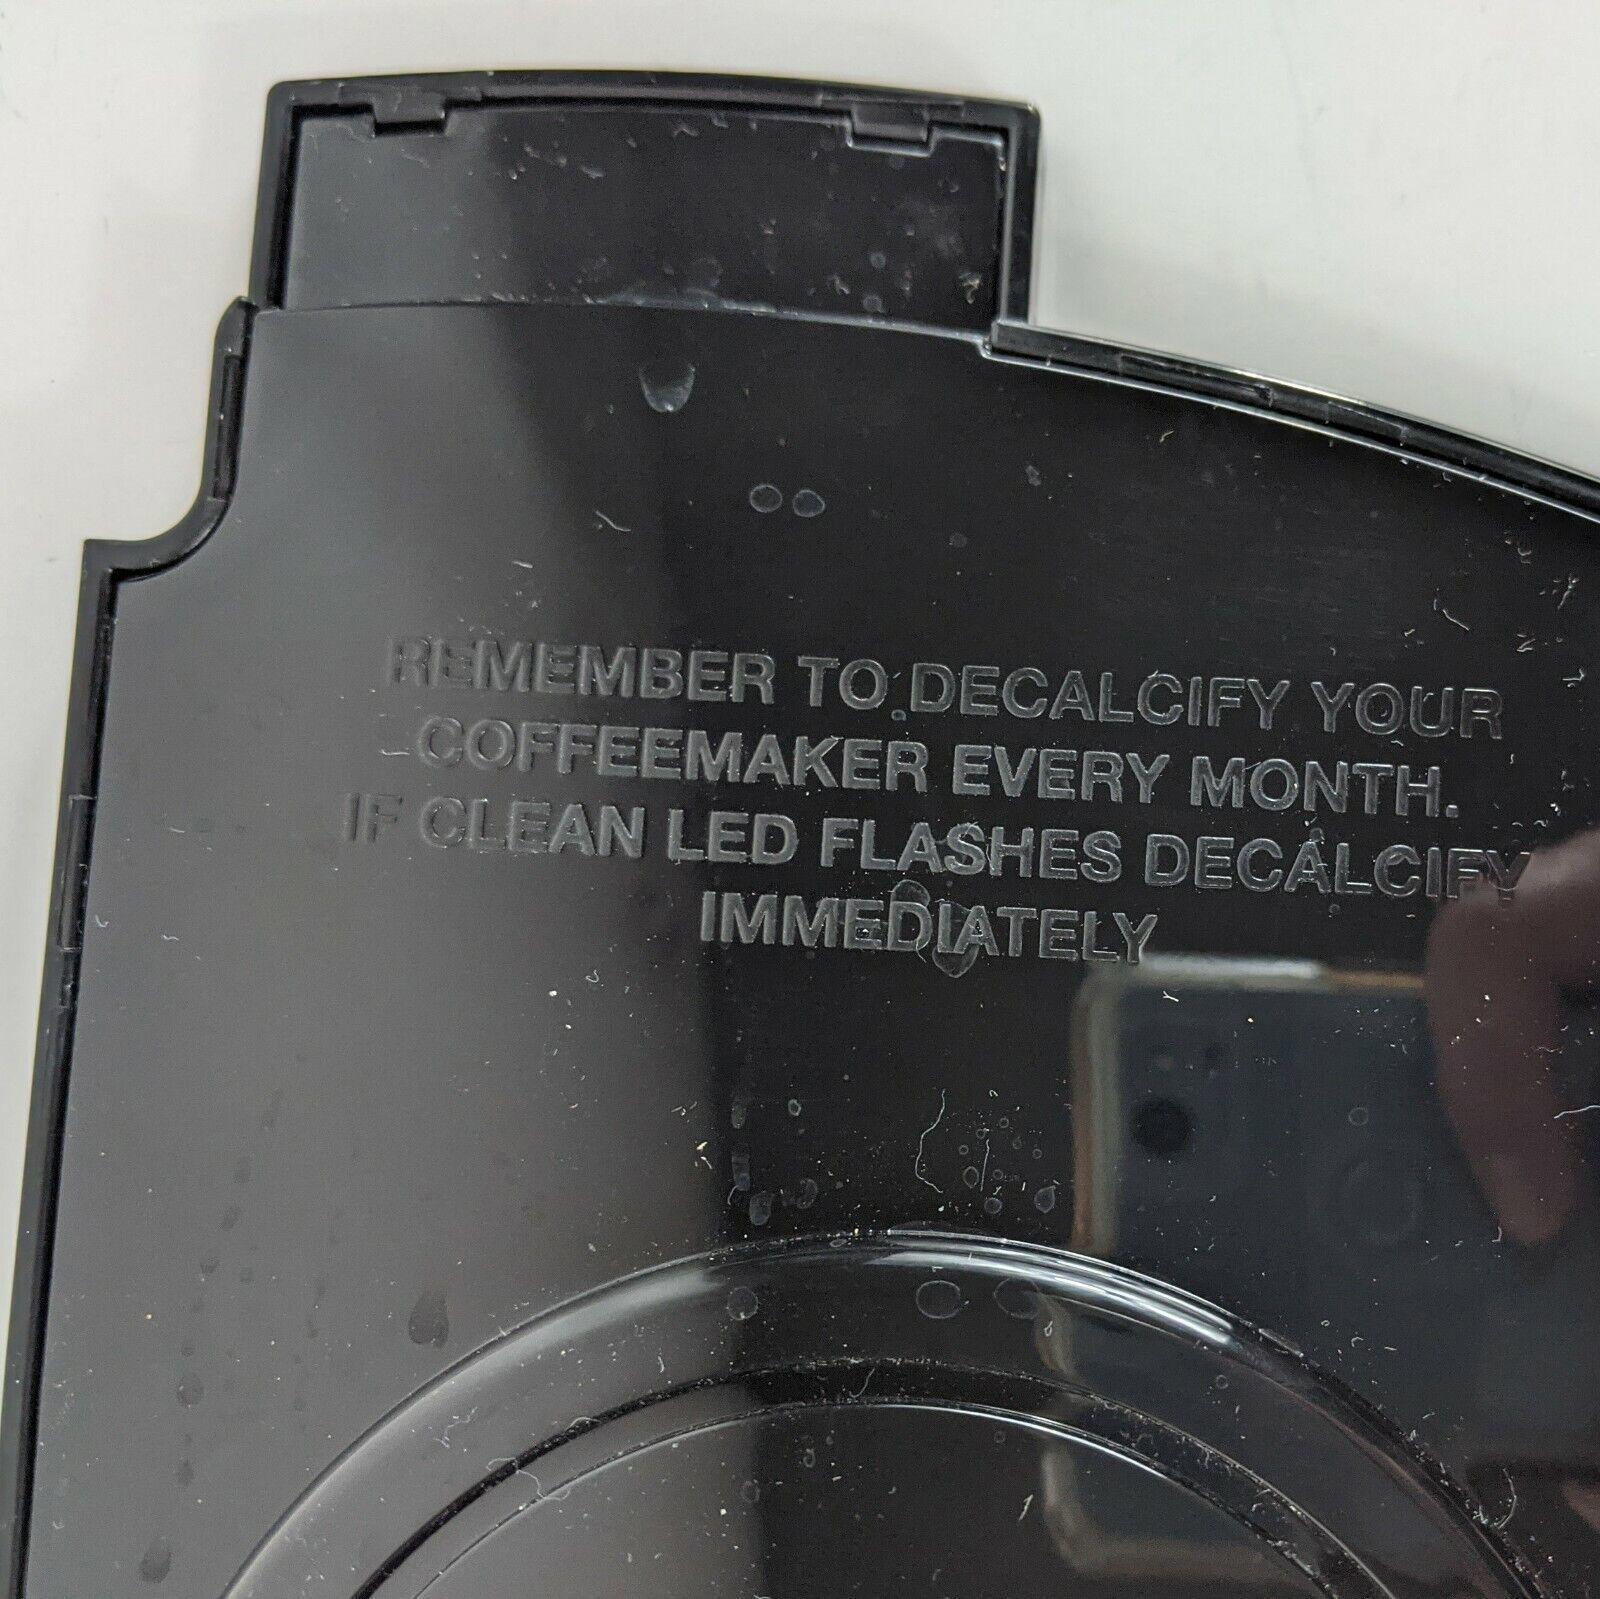 REMEMBER TO DECALCIFY YOUR
COFFEEMAKER EVERY MONTH.
IF CLEAN LED FLASHES DECALCIFY
IMMEDIATELY